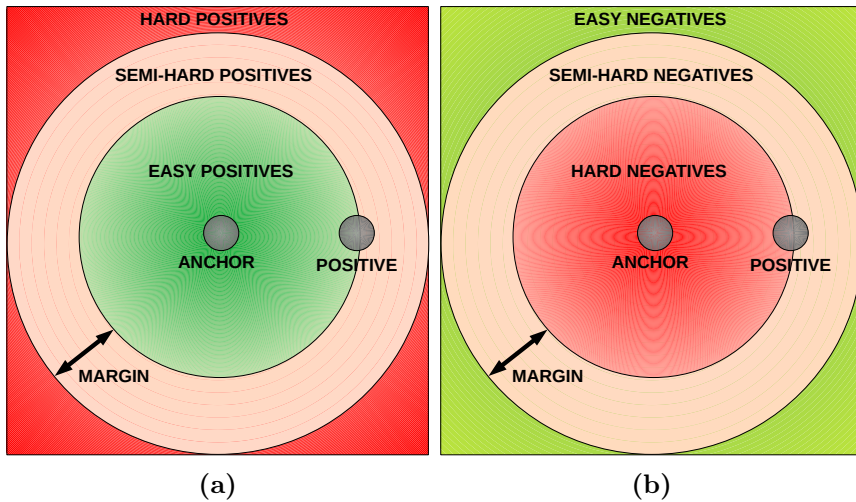 HARD POSITIVES
SEMI-HARD POSITIVES
EASY POSITIVES
ANCHOR
POSITIVE
MARGIN
(a)
EASY NEGATIVES
SEMI-HARD NEGATIVES
HARD NEGATIVES
ANCHOR
POSITIVE
MARGIN
(b)